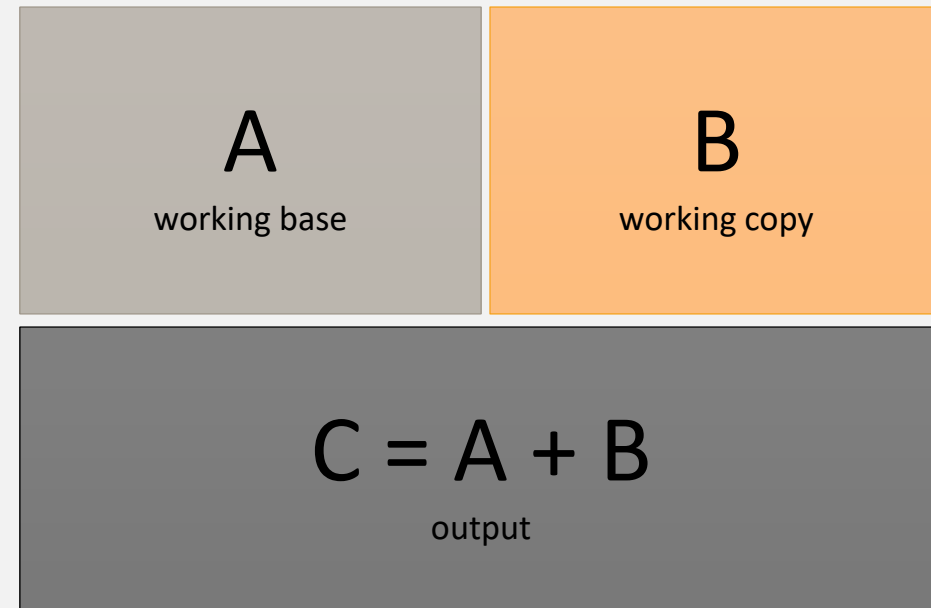 A
working base
B
working copy
C = A + B
output